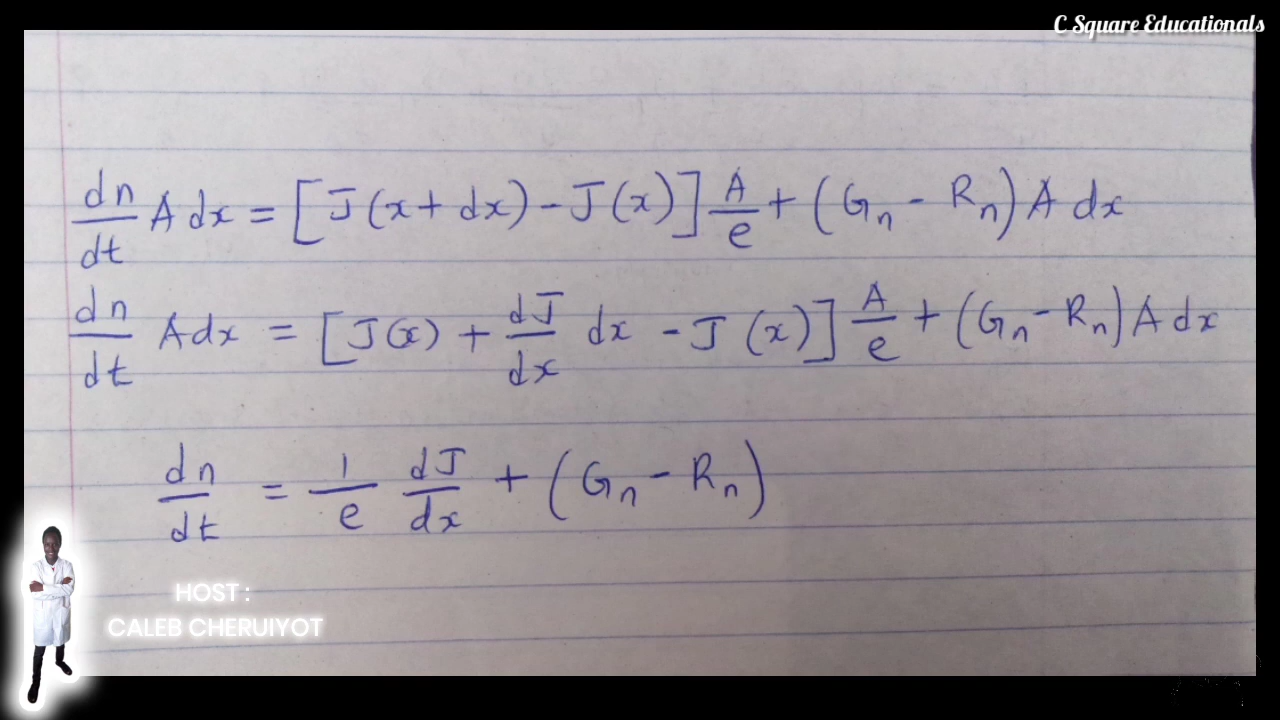 C Square Educationals
dn/dt A dx = [J(x + dx) - J(x)] A/e + (Gₙ - Rₙ) A dx
dn/dt A dx = [J(x) + dJ/dx dx - J(x)] A/e + (Gₙ - Rₙ) A dx
dn/dt = 1/e dJ/dx + (Gₙ - Rₙ)
HOST :
CALEB CHERUIYOT